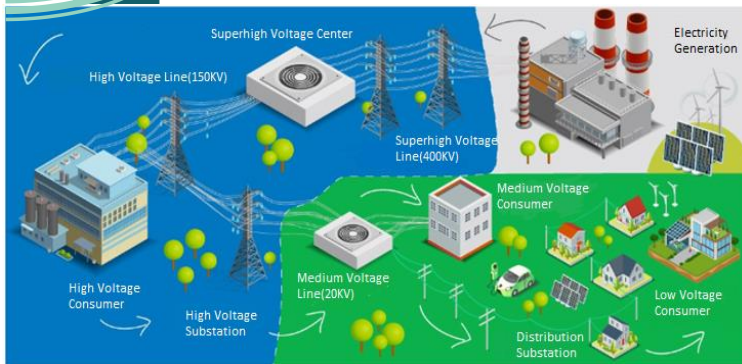 Superhigh Voltage Center
Electricity
Generation
High Voltage Line(150KV)
Superhigh Voltage
Line(400KV)
Medium Voltage
Consumer
High Voltage
Consumer
High Voltage
Substation
Medium Voltage
Line(20KV)
Distribution
Substation
Low Voltage
Consumer